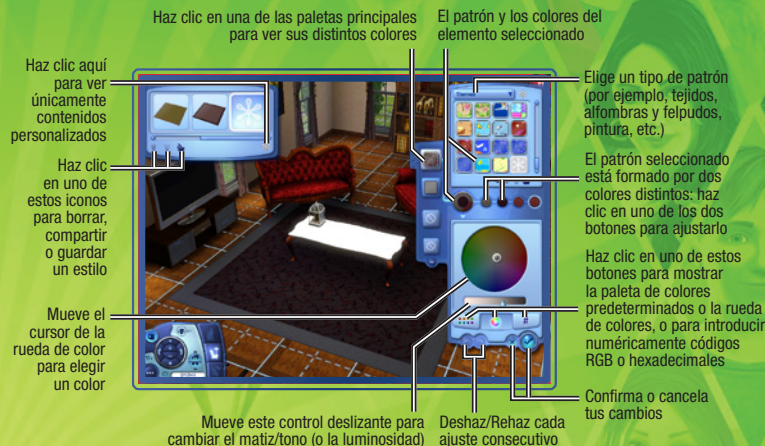 Haz clic en una de las paletas principales
para ver sus distintos colores
El patrón y los colores del
elemento seleccionado
Haz clic aquí
para ver
únicamente
contenidos
personalizados
Haz clic
en uno de
estos iconos
para borrar,
compartir
o guardar
un estilo
Mueve el
cursor de la
rueda de color
para elegir
un color
Elige un tipo de patrón
(por ejemplo, tejidos,
alfombras y felpudos,
pintura, etc.)
El patrón seleccionado
está formado por dos
colores distintos: haz
clic en uno de los dos
botones para ajustarlo
Haz clic en uno de estos
botones para mostrar
la paleta de colores
predeterminados o la rueda
de colores, o para introducir
numéricamente códigos
RGB o hexadecimales
Confirma o cancela
tus cambios
Mueve este control deslizante para
cambiar el matiz/tono (o la luminosidad)
Deshaz/Rehaz cada
ajuste consecutivo